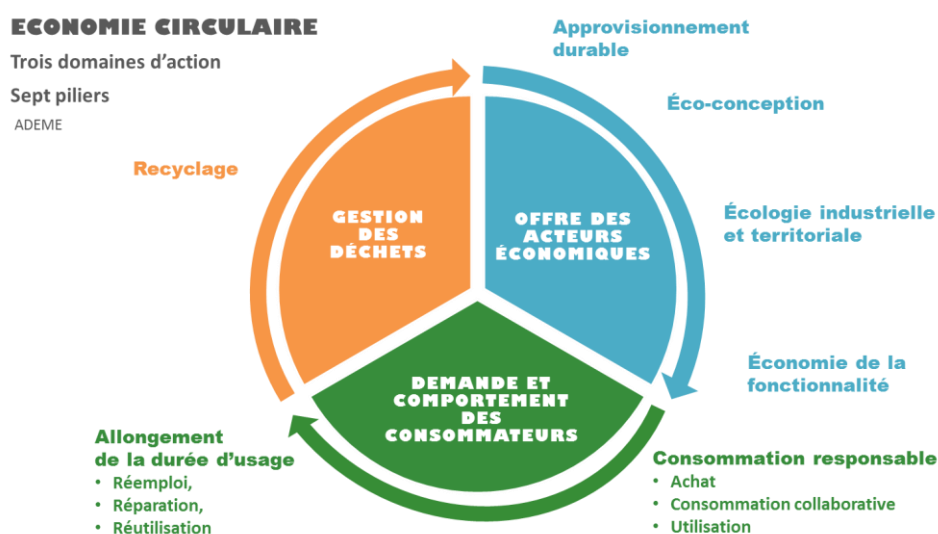 ECONOMIE CIRCULAIRE
Trois domaines d’action
Sept piliers
ADEME
Approvisionnement
durable
Éco-conception
Écologie industrielle
et territoriale
Économie de la
fonctionnalité
OFFRE DES
ACTEURS
ÉCONOMIQUES
Consommation responsable
• Achat
• Consommation collaborative
• Utilisation
DEMANDE ET
COMPORTEMENT
DES
CONSOMMATEURS
Allongement
de la durée d’usage
• Réemploi,
• Réparation,
• Réutilisation
Recyclage
GESTION
DES
DÉCHETS